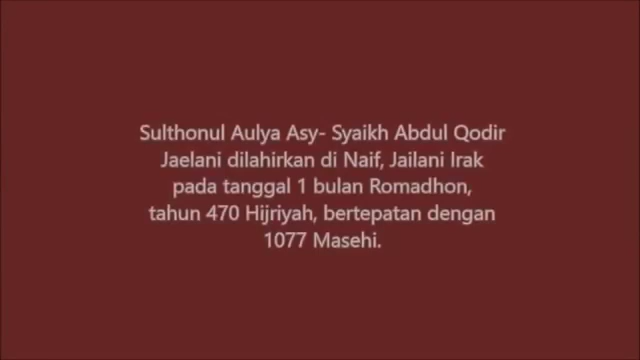 Sulthonul Aulya Asy- Syaikh Abdul Qodir
Jaelani dilahirkan di Naif, Jailani Irak
pada tanggal 1 bulan Romadhon,
tahun 470 Hijriyah, bertepatan dengan
1077 Masehi.